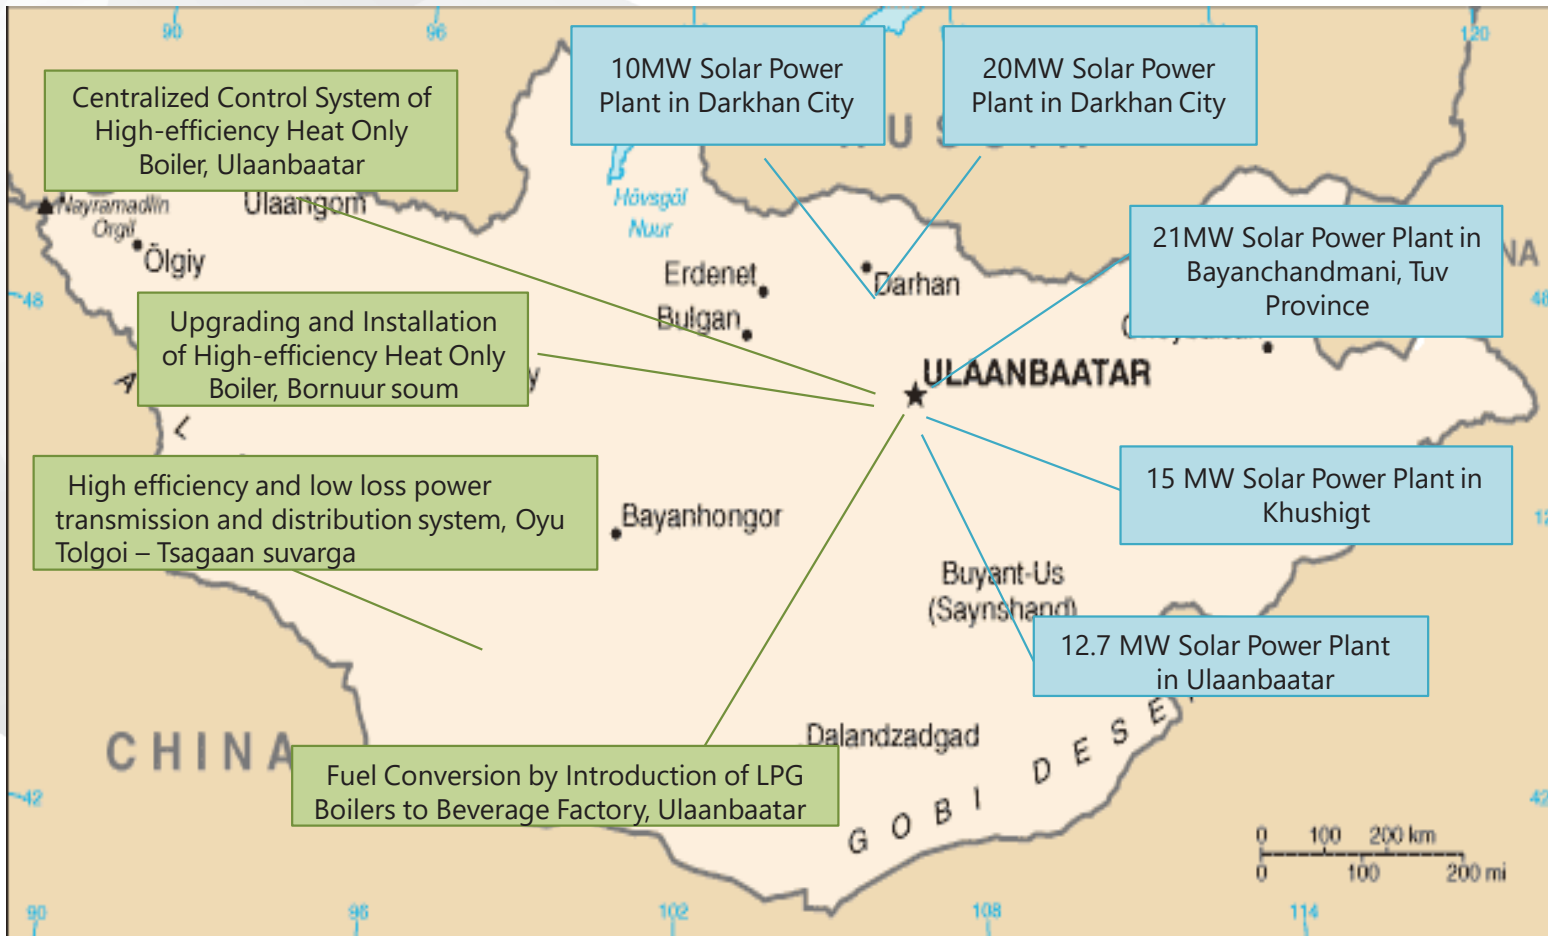 90
96
120
10MW Solar Power
Plant in Darkhan City
20MW Solar Power
Plant in Darkhan City
Centralized Control System of
High-efficiency Heat Only
Boiler, Ulaanbaatar
Nayramadlin
Orgil
Ulaangom
Hövsgöl
Nuur
Ölgiy
21MW Solar Power Plant in
Bayanchandmani, Tuv
Province
Erdenet
Darhan
48
48
Bulgan
Upgrading and Installation
of High-efficiency Heat Only
Boiler, Bornuur soum
ULAANBAATAR
High efficiency and low loss power
transmission and distribution system, Oyu
Tolgoi – Tsagaan suvarga
15 MW Solar Power Plant in
Khushigt
Bayanhongor
Buyant-Us
(Saynshand)
12.7 MW Solar Power Plant
in Ulaanbaatar
CHINA
Dalandzadgad
GOBI DESE
Fuel Conversion by Introduction of LPG
Boilers to Beverage Factory, Ulaanbaatar
42
42
0 100 200 km
0 100 200 mi
90
96
102
108
114